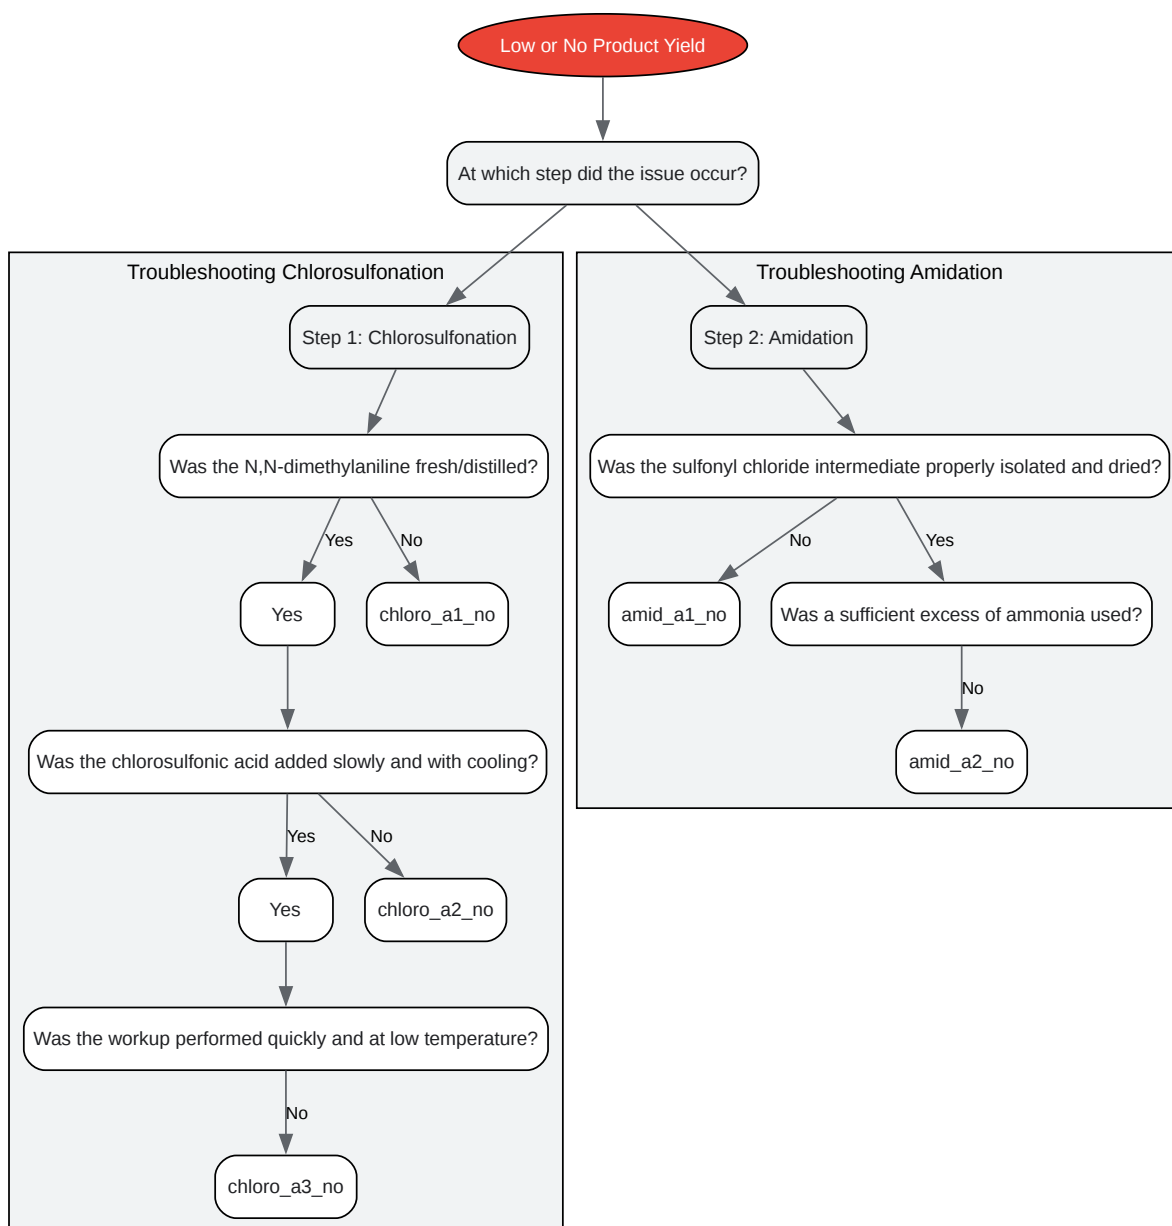 Low or No Product Yield
At which step did the issue occur?
Troubleshooting Chlorosulfonation
Step 1: Chlorosulfonation
Was the N,N-dimethylaniline fresh/distilled?
Yes
No
Yes
chloro_a1_no
Was the chlorosulfonic acid added slowly and with cooling?
Yes
No
Yes
chloro_a2_no
Was the workup performed quickly and at low temperature?
No
chloro_a3_no
Troubleshooting Amidation
Step 2: Amidation
Was the sulfonyl chloride intermediate properly isolated and dried?
No
Yes
amid_a1_no
Was a sufficient excess of ammonia used?
No
amid_a2_no